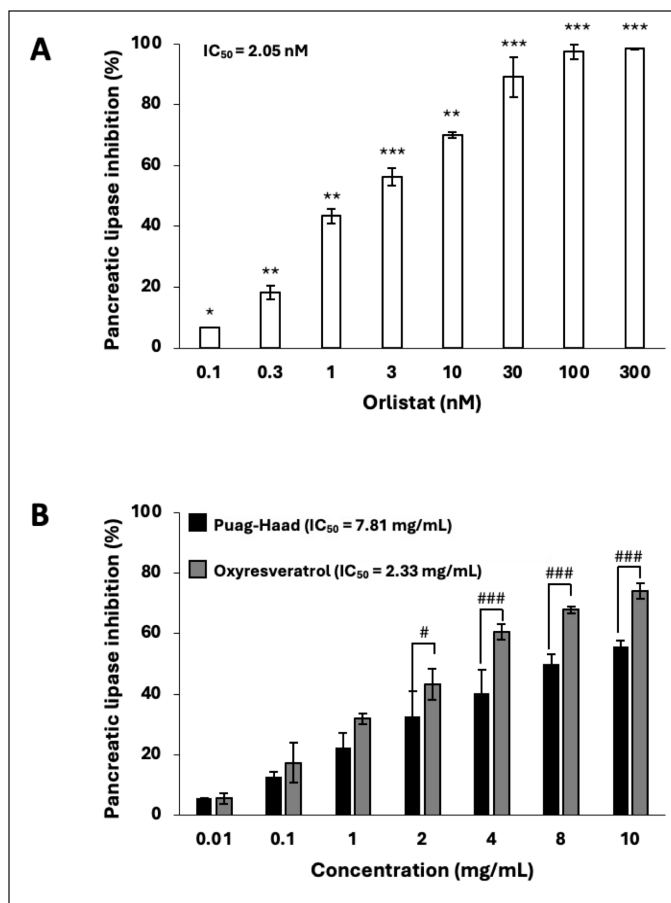 A
IC₅₀ = 2.05 nM
Pancreatic lipase inhibition (%)
100
80
60
40
20
0
* ** ** *** ** *** *** ***
0.1 0.3 1 3 10 30 100 300
Orlistat (nM)
B
Puag-Haad (IC₅₀ = 7.81 mg/mL)
Oxyresveratrol (IC₅₀ = 2.33 mg/mL)
Pancreatic lipase inhibition (%)
100
80
60
40
20
0
# ### ### ###
0.01 0.1 1 2 4 8 10
Concentration (mg/mL)